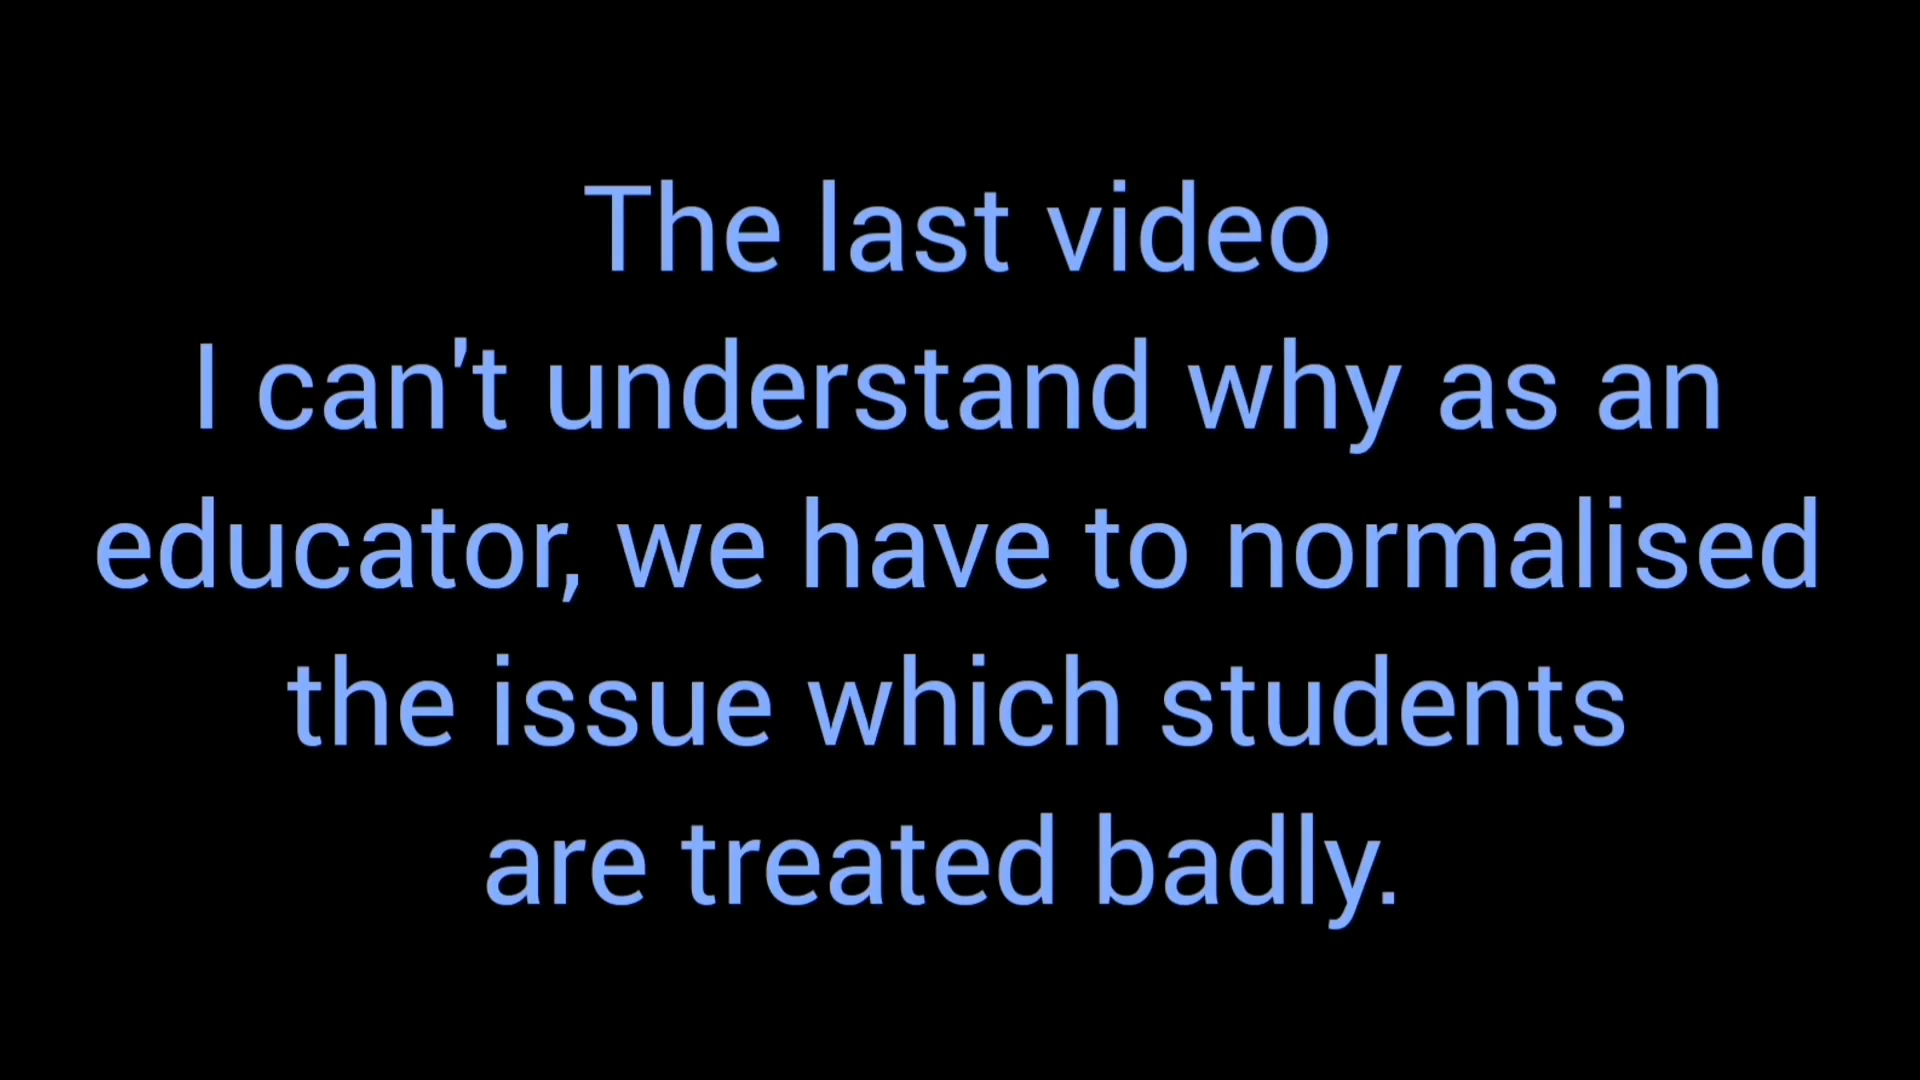 The last video
I can't understand why as an
educator, we have to normalised
the issue which students
are treated badly.